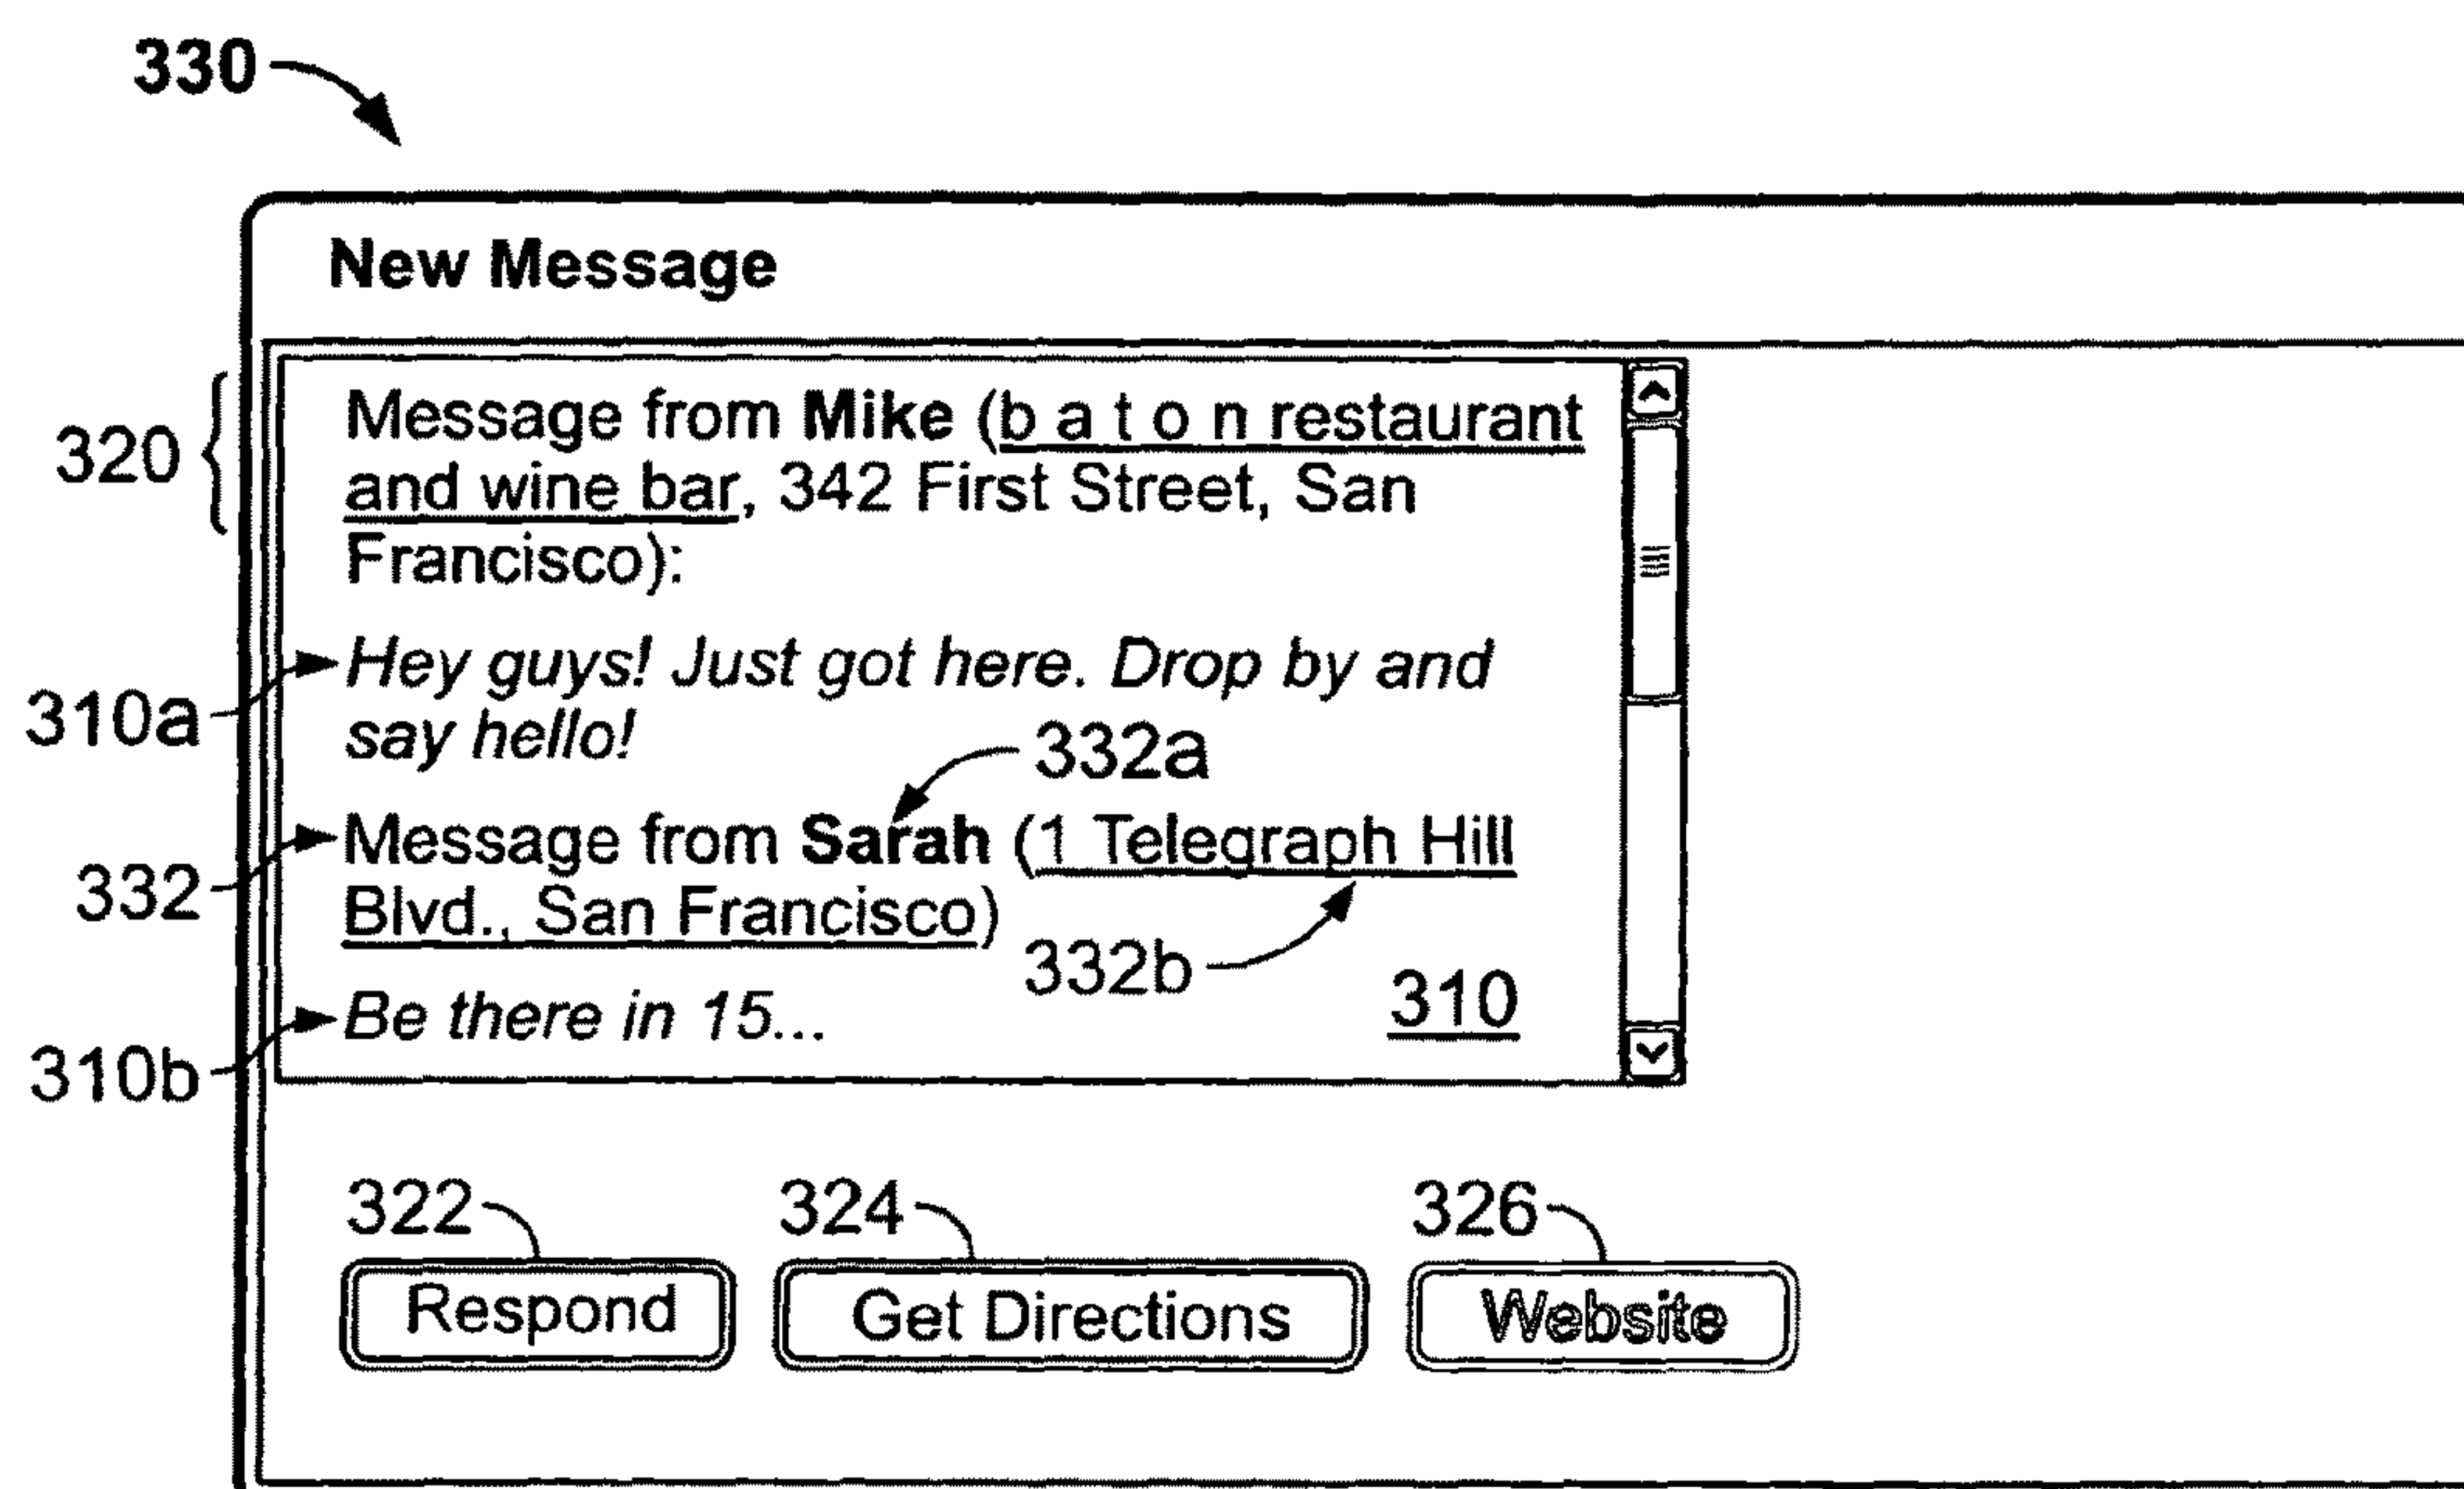 330
New Message
320
Message from Mike (b a t o n restaurant
and wine bar, 342 First Street, San
Francisco):
310a
Hey guys! Just got here. Drop by and
say hello!
332a
332
Message from Sarah (1 Telegraph Hill
Blvd., San Francisco)
332b
310
310b
Be there in 15...
322 324 326
Respond Get Directions Website